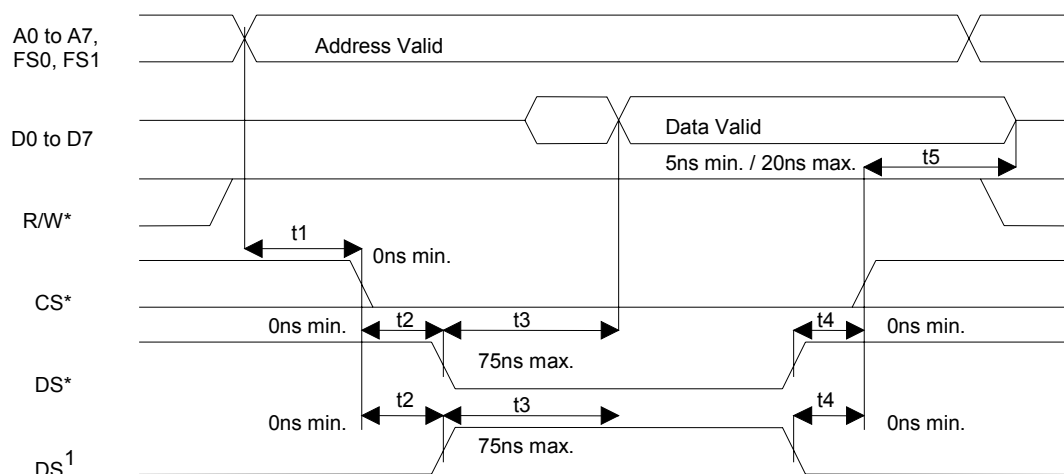 A0 to A7,
FS0, FS1
Address Valid
D0 to D7
Data Valid
5ns min. / 20ns max.
t5
R/W*
t1
0ns min.
CS*
0ns min.
t2
t3
t4
0ns min.
75ns max.
DS*
0ns min.
t2
t3
t4
0ns min.
75ns max.
DS1